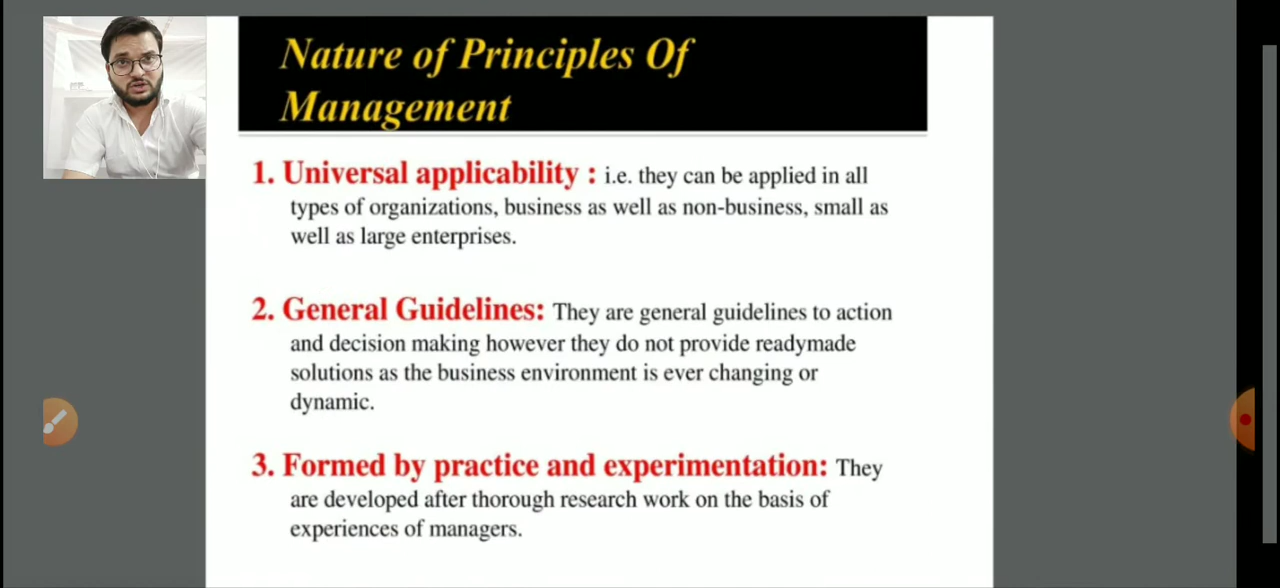 Nature of Principles Of
Management
1. Universal applicability : i.e. they can be applied in all
types of organizations, business as well as non-business, small as
well as large enterprises.
2. General Guidelines: They are general guidelines to action
and decision making however they do not provide readymade
solutions as the business environment is ever changing or
dynamic.
3. Formed by practice and experimentation: They
are developed after thorough research work on the basis of
experiences of managers.